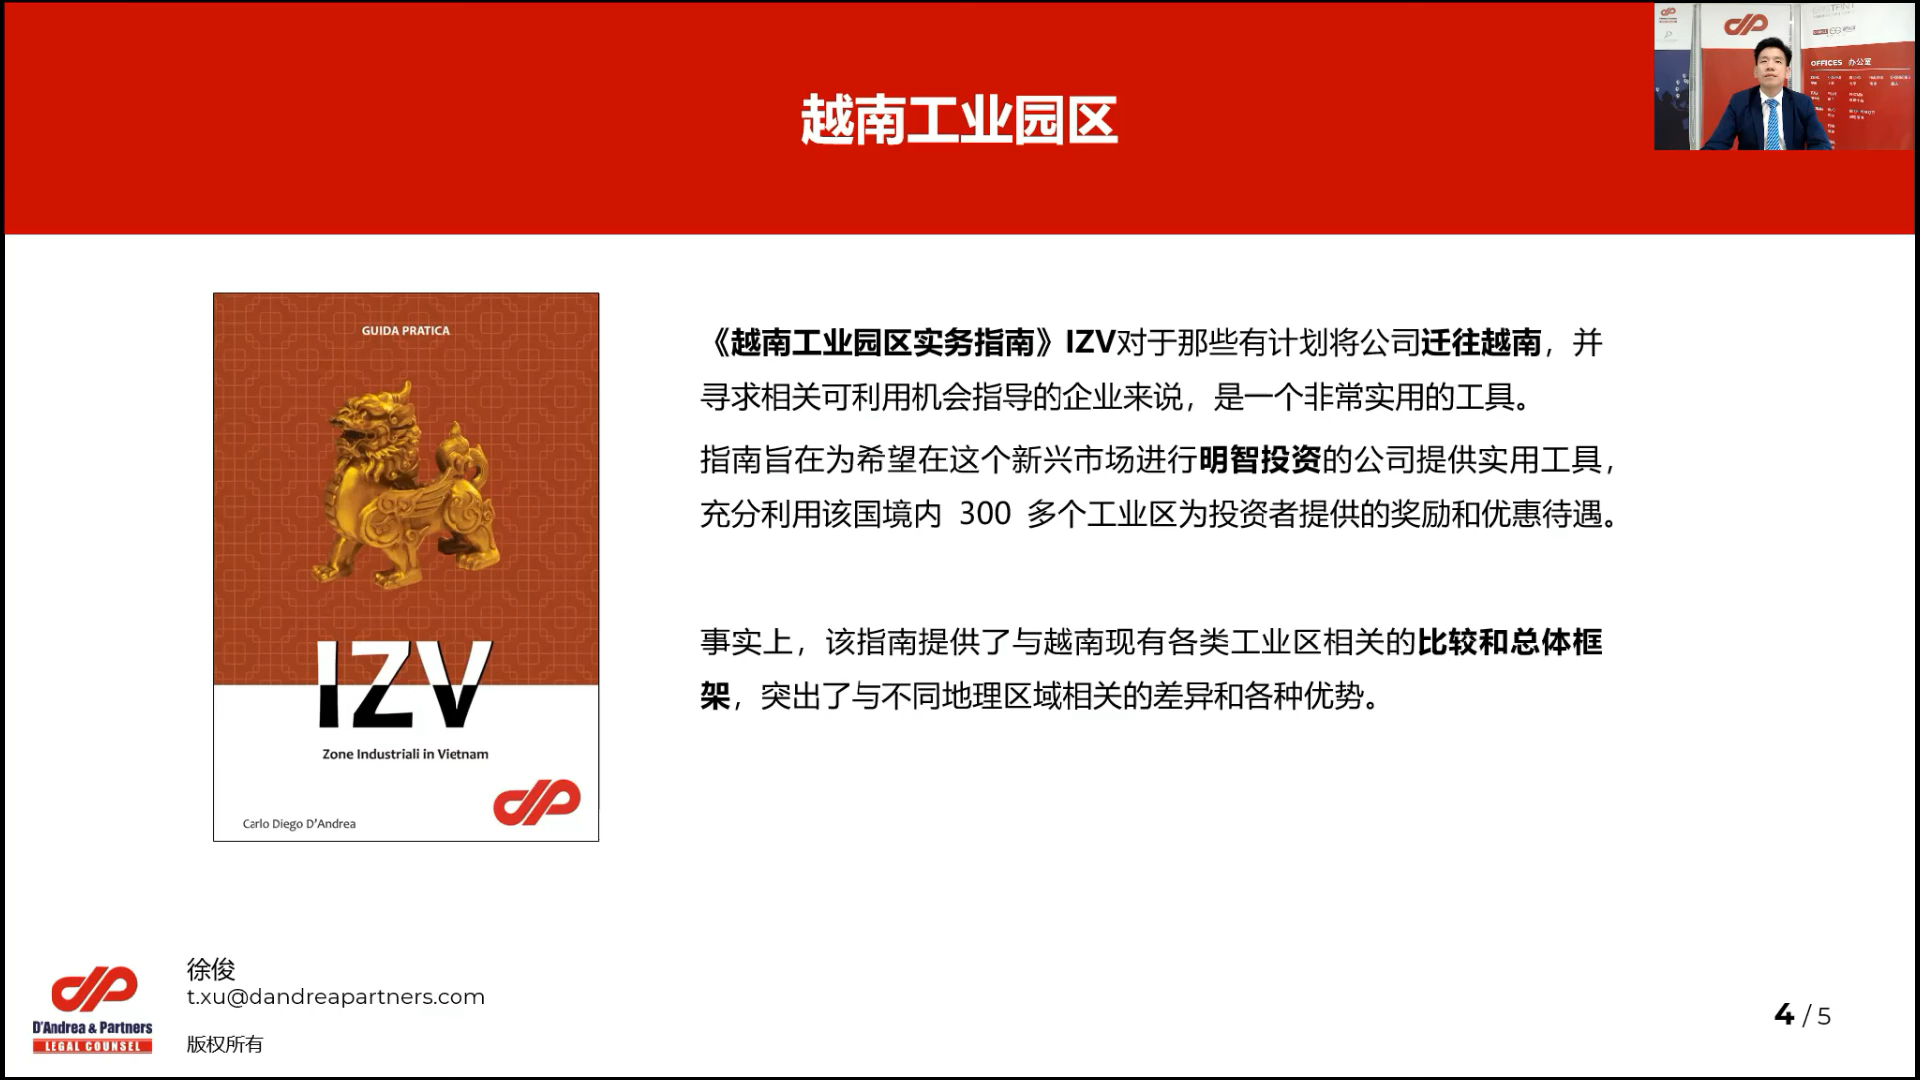 越南工业园区
OFFICES 办公室
GUIDA PRATICA
IZV
Zone Industriali in Vietnam
Carlo Diego D'Andrea
《越南工业园区实务指南》IZV对于那些有计划将公司迁往越南，并
寻求相关可利用机会指导的企业来说，是一个非常实用的工具。
指南旨在为希望在这个新兴市场进行明智投资的公司提供实用工具，
充分利用该国境内 300 多个工业区为投资者提供的奖励和优惠待遇。
事实上，该指南提供了与越南现有各类工业区相关的比较和总体框
架，突出了与不同地理区域相关的差异和各种优势。
D'Andrea & Partners
LEGAL COUNSEL
徐俊
t.xu@dandreapartners.com
版权所有
4 / 5